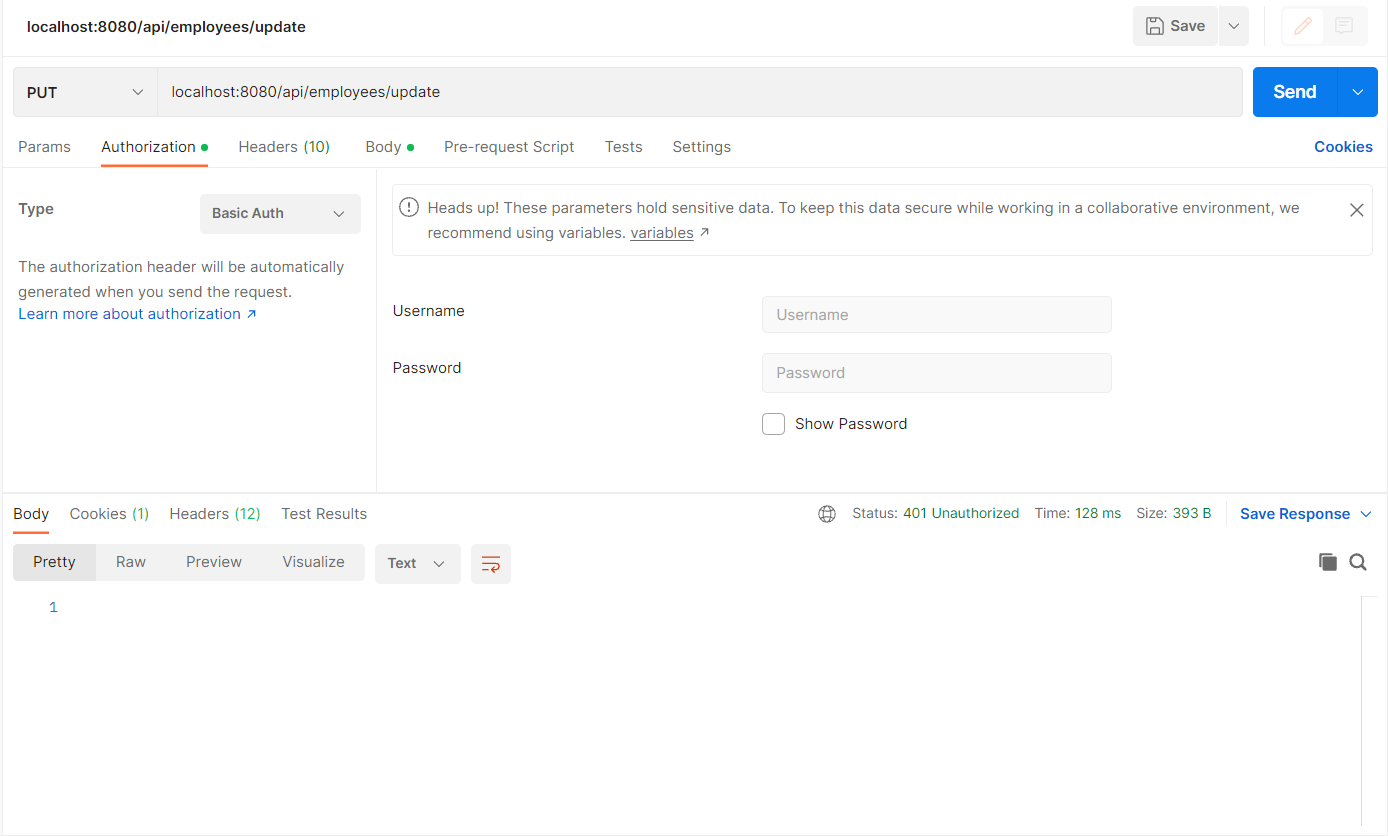 localhost:8080/api/employees/update
Save
PUT
localhost:8080/api/employees/update
Send
Params
Authorization
Headers (10)
Body
Pre-request Script
Tests
Settings
Cookies
Type
Basic Auth
The authorization header will be automatically
generated when you send the request.
Learn more about authorization ↗
Heads up! These parameters hold sensitive data. To keep this data secure while working in a collaborative environment, we
recommend using variables. variables ↗
Username
Username
Password
Password
Show Password
Body
Cookies (1)
Headers (12)
Test Results
Status: 401 Unauthorized
Time: 128 ms
Size: 393 B
Save Response
Pretty
Raw
Preview
Visualize
Text
1